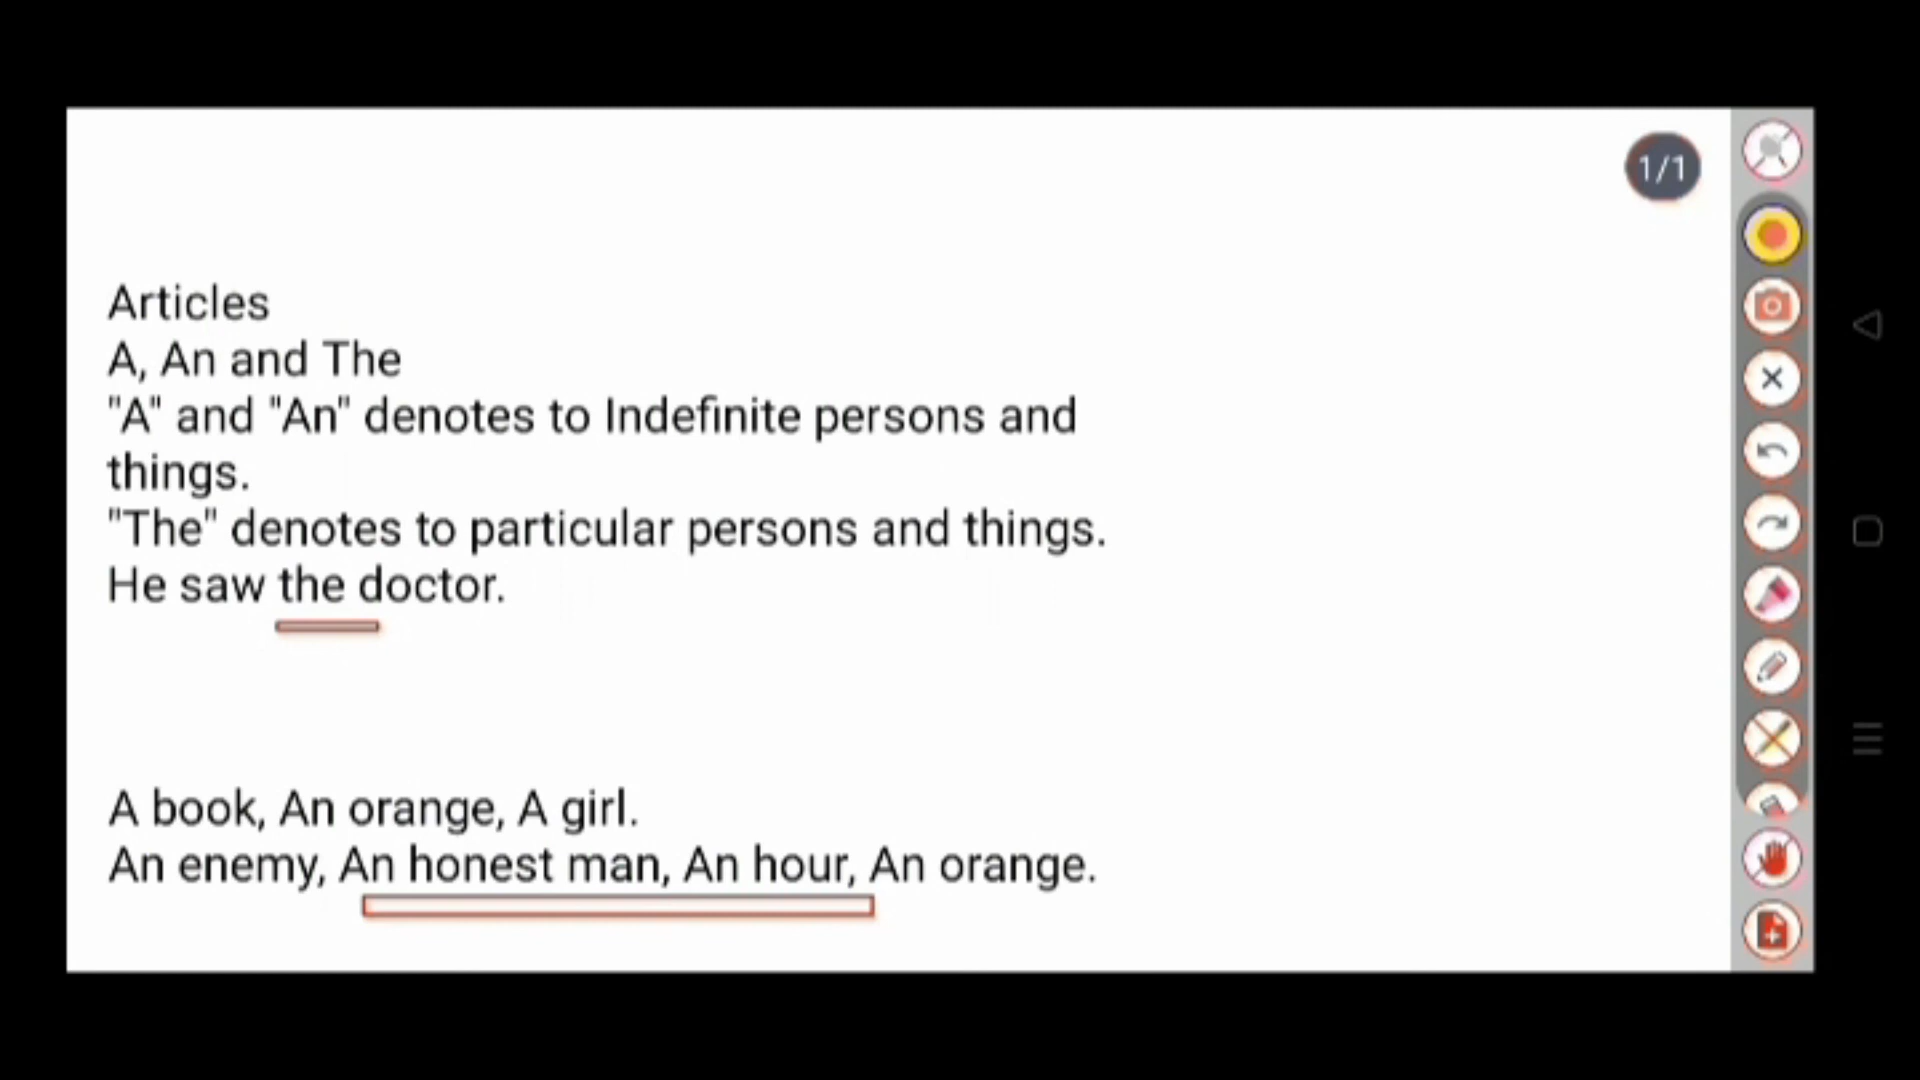 1/1
Articles
A, An and The
"A" and "An" denotes to Indefinite persons and
things.
"The" denotes to particular persons and things.
He saw the doctor.
A book, An orange, A girl.
An enemy, An honest man, An hour, An orange.